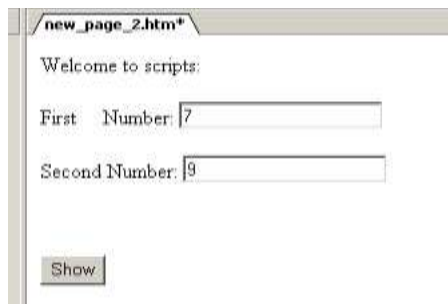 new_page_2.htm*
Welcome to scripts:
First Number: 7
Second Number: 9
Show